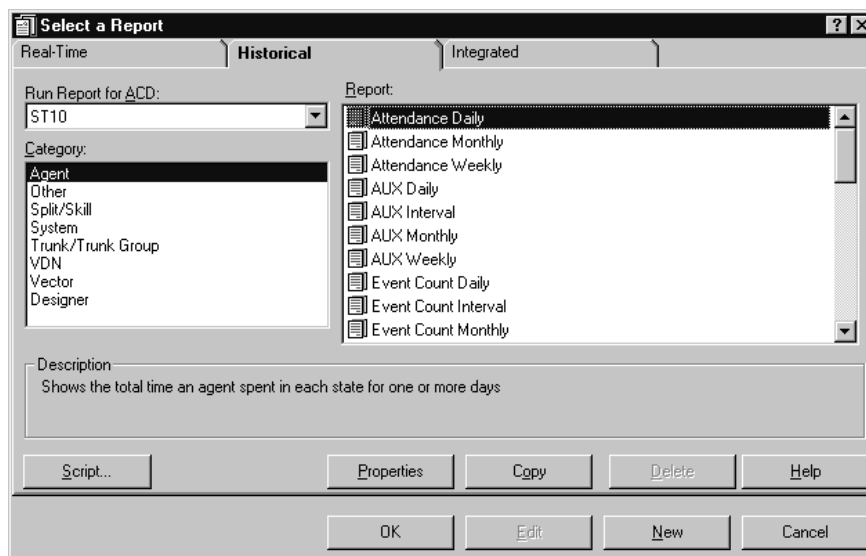 Select a Report
Real-Time
Historical
Integrated
Run Report for ACD:
ST10
Category:
Agent
Other
Split/Skill
System
Trunk/Trunk Group
VDN
Vector
Designer
Report:
Attendance Daily
Attendance Monthly
Attendance Weekly
AUX Daily
AUX Interval
AUX Monthly
AUX Weekly
Event Count Daily
Event Count Interval
Event Count Monthly
Description
Shows the total time an agent spent in each state for one or more days
Script...
Properties
Copy
Delete
Help
OK
Edit
New
Cancel